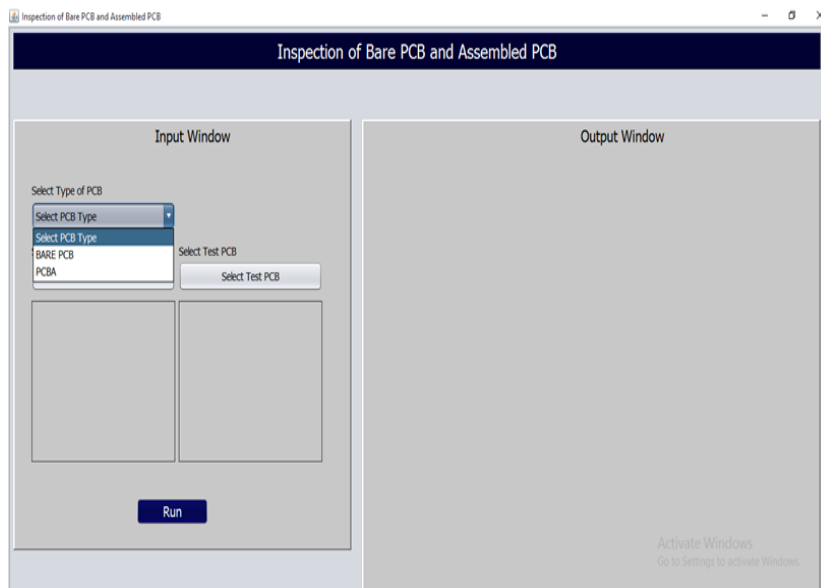 Inspection of Bare PCB and Assembled PCB
Inspection of Bare PCB and Assembled PCB
Input Window
Output Window
Select Type of PCB
Select PCB Type
Select PCB Type
BARE PCB
PCBA
Select Test PCB
Select Test PCB
Run
Activate Windows
Go to Settings to activate Windows.